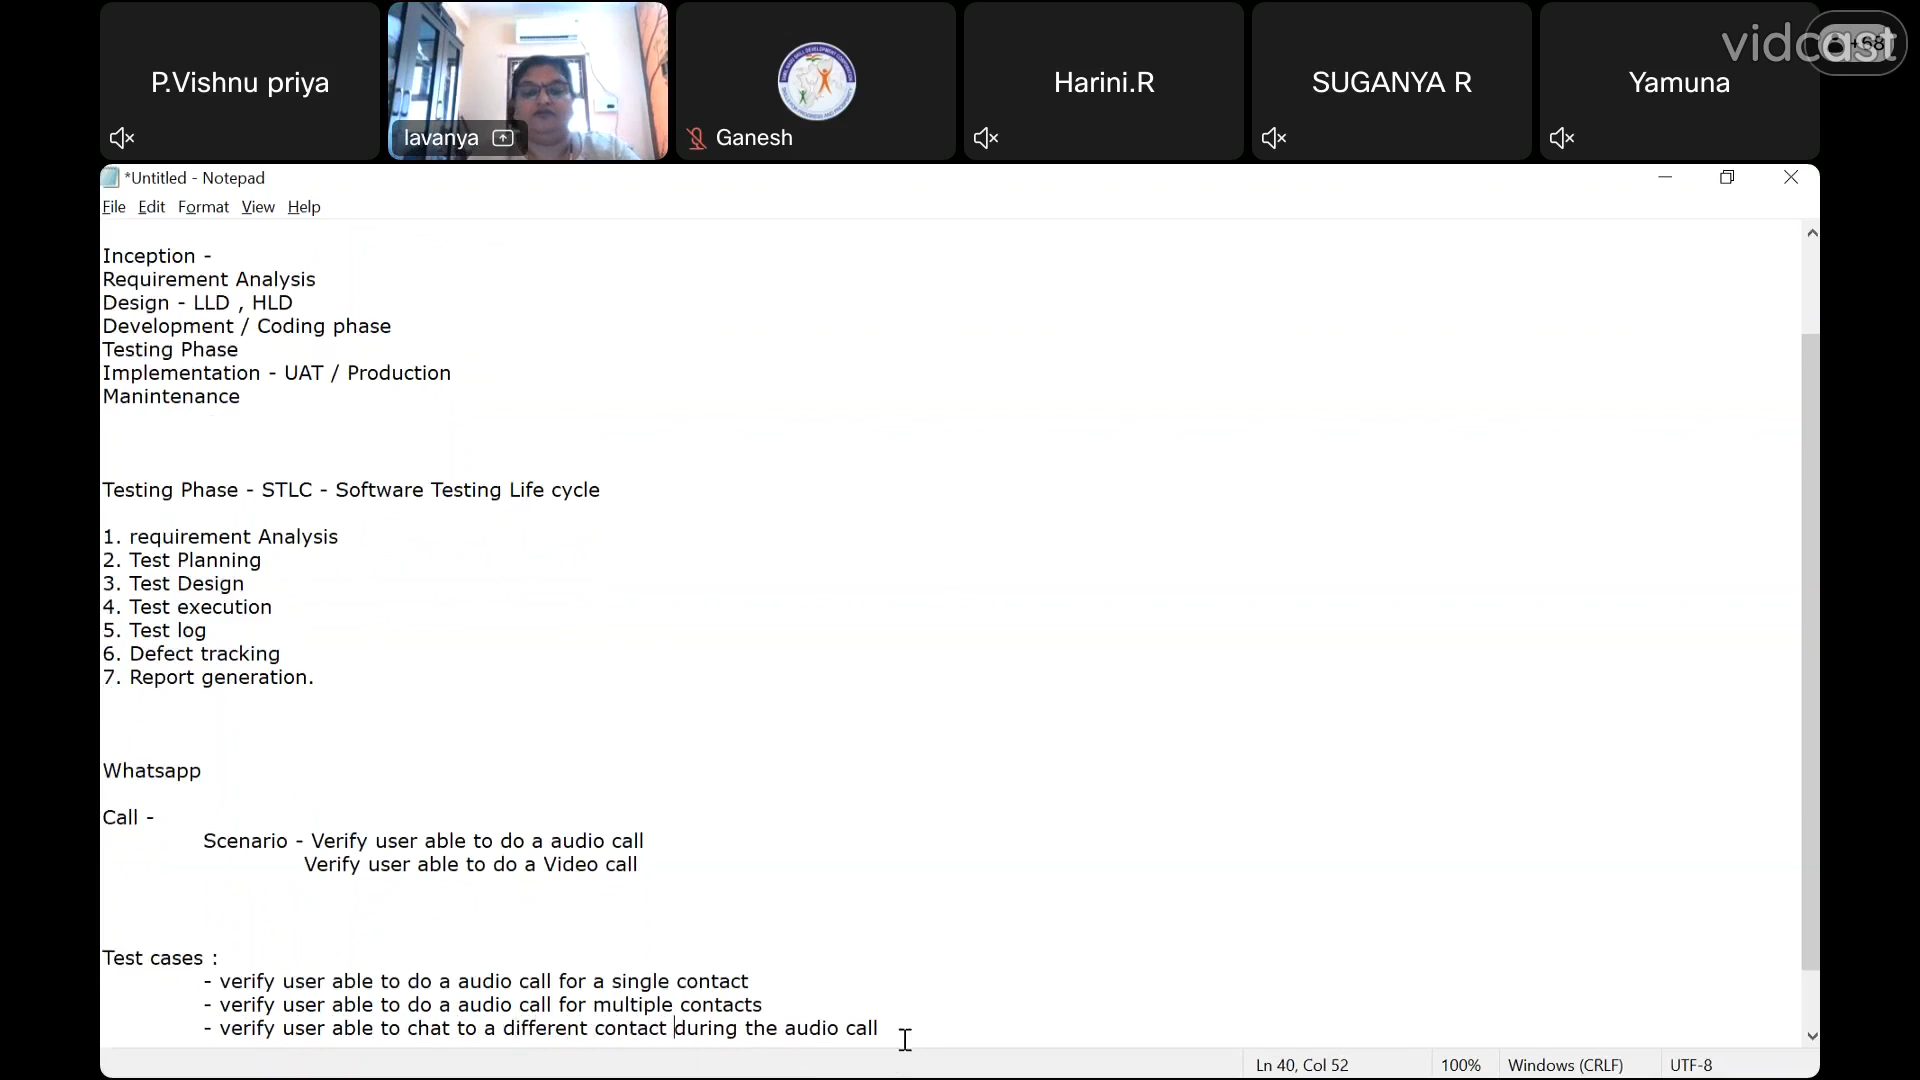 P.Vishnu priya
lavanya
Ganesh
Harini.R
SUGANYA R
Yamuna
vidcast
*Untitled - Notepad
File Edit Format View Help
Inception -
Requirement Analysis
Design - LLD , HLD
Development / Coding phase
Testing Phase
Implementation - UAT / Production
Manintenance
Testing Phase - STLC - Software Testing Life cycle
1. requirement Analysis
2. Test Planning
3. Test Design
4. Test execution
5. Test log
6. Defect tracking
7. Report generation.
Whatsapp
Call -
Scenario - Verify user able to do a audio call
Verify user able to do a Video call
Test cases :
- verify user able to do a audio call for a single contact
- verify user able to do a audio call for multiple contacts
- verify user able to chat to a different contact during the audio call
Ln 40, Col 52
100%
Windows (CRLF)
UTF-8